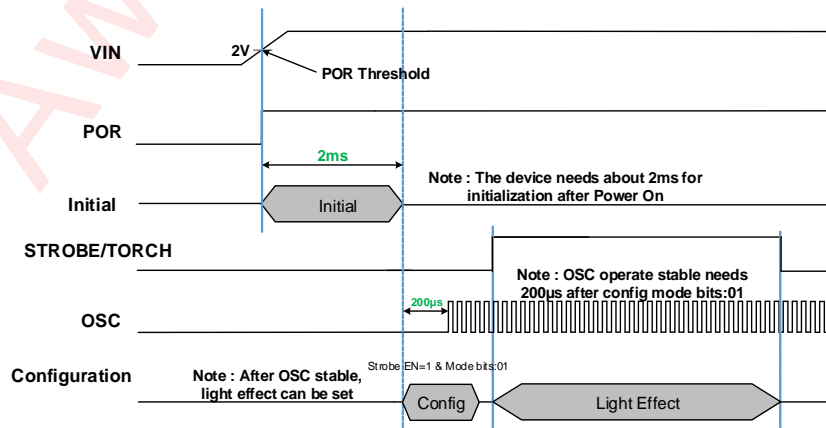 VIN
2V
POR Threshold
POR
2ms
Initial
Initial
Note : The device needs about 2ms for
initialization after Power On
STROBE/TORCH
Note : OSC operate stable needs
200µs after config mode bits:01
200µs
OSC
Strobe EN=1 & Mode bits:01
Configuration
Note : After OSC stable,
light effect can be set
Config
Light Effect
Aw